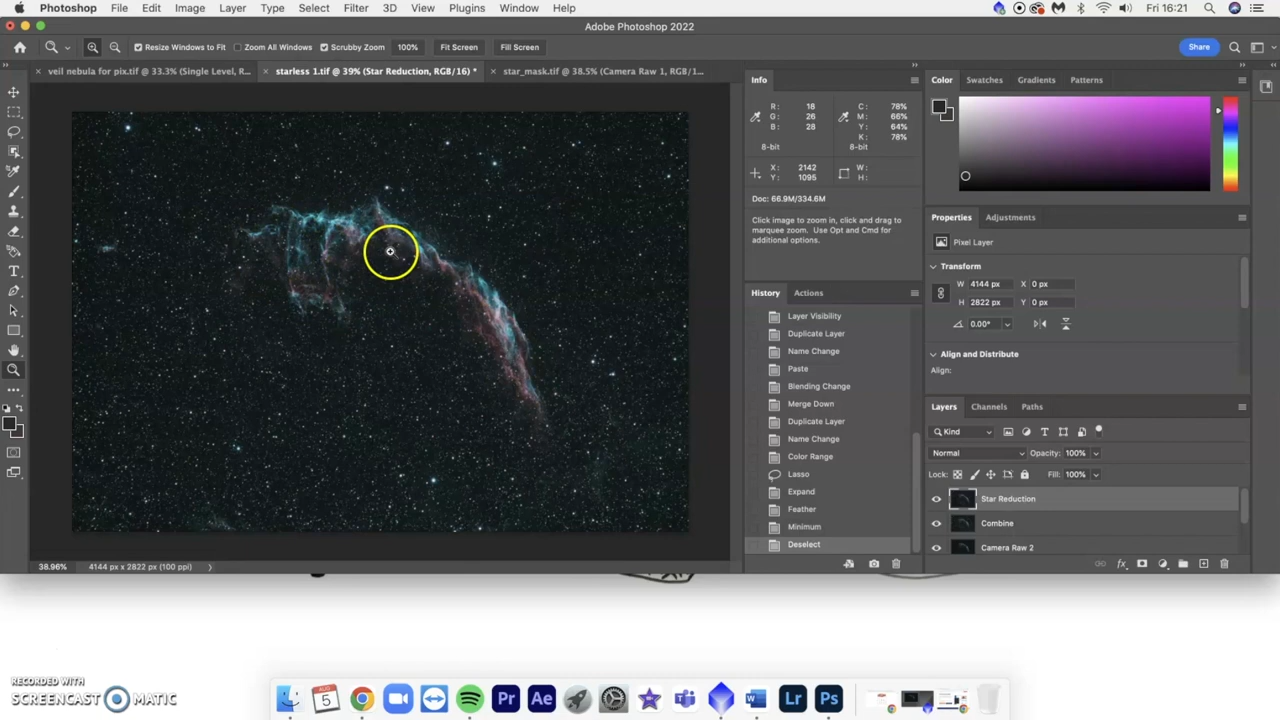 Photoshop File Edit Image Layer Type Select Filter 3D View Plugins Window Help Fri 16:21
Adobe Photoshop 2022
Resize Windows to Fit Zoom All Windows Scrubby Zoom 100% Fit Screen Fill Screen Share
veil nebula for pix.tif @ 33.3% (Single Level, R... starless 1.tif @ 39% (Star Reduction, RGB/16) * star_mask.tif @ 38.5% (Camera Raw 1, RGB/1...
Info
R: 18
G: 26
B: 28
8-bit
C: 78%
M: 66%
Y: 64%
K: 78%
8-bit
X: 2142
Y: 1095
W:
H:
Doc: 66.9M/334.6M
Click image to zoom in, click and drag to
marquee zoom. Use Opt and Cmd for
additional options.
History Actions
Layer Visibility
Duplicate Layer
Name Change
Paste
Blending Change
Merge Down
Duplicate Layer
Name Change
Color Range
Lasso
Expand
Feather
Minimum
Deselect
Color Swatches Gradients Patterns
Properties Adjustments
Pixel Layer
Transform
W 4144 px X 0 px
H 2822 px Y 0 px
0.00°
Align and Distribute
Align:
Layers Channels Paths
Kind
Normal Opacity: 100%
Lock: Fill: 100%
Star Reduction
Combine
Camera Raw 2
38.96% 4144 px x 2822 px (100 ppi)
RECORDED WITH
SCREENCAST MATIC
AUG
5
Pr Ae Lr Ps